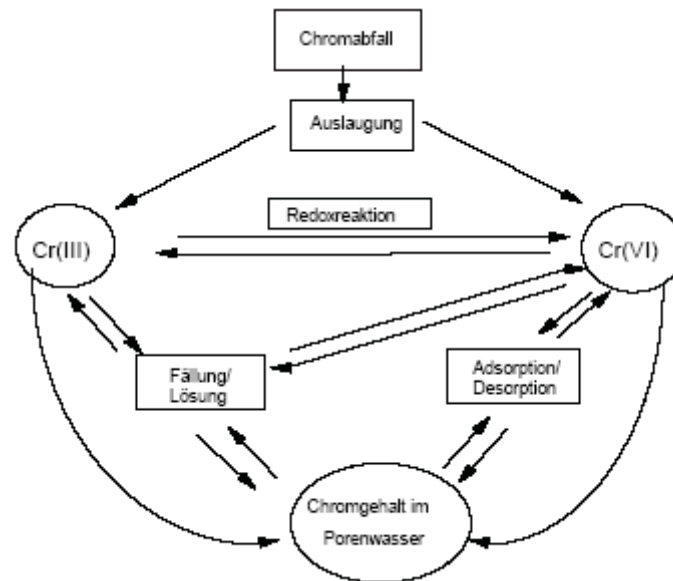 Chromabfall
Auslaugung
Redoxreaktion
Cr(III)
Cr(VI)
Fällung/
Lösung
Adsorption/
Desorption
Chromgehalt im
Porenwasser